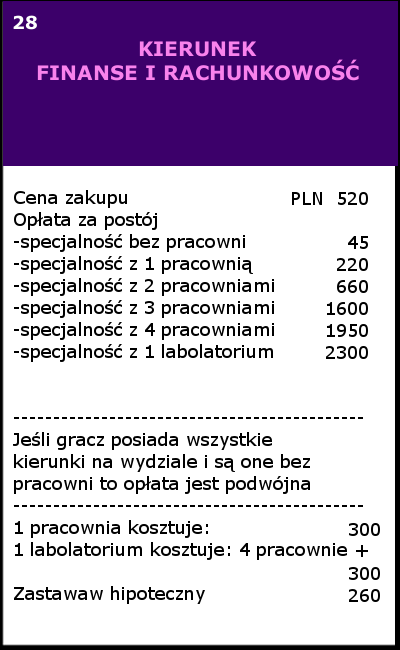 28
KIERUNEK
FINANSE I RACHUNKOWOŚĆ
Cena zakupu PLN 520
Opłata za postój
-specjalność bez pracowni 45
-specjalność z 1 pracownią 220
-specjalność z 2 pracowniami 660
-specjalność z 3 pracowniami 1600
-specjalność z 4 pracowniami 1950
-specjalność z 1 labolatorium 2300
--------------------------------------------
Jeśli gracz posiada wszystkie
kierunki na wydziale i są one bez
pracowni to opłata jest podwójna
--------------------------------------------
1 pracownia kosztuje: 300
1 labolatorium kosztuje: 4 pracownie +
300
Zastawaw hipoteczny 260